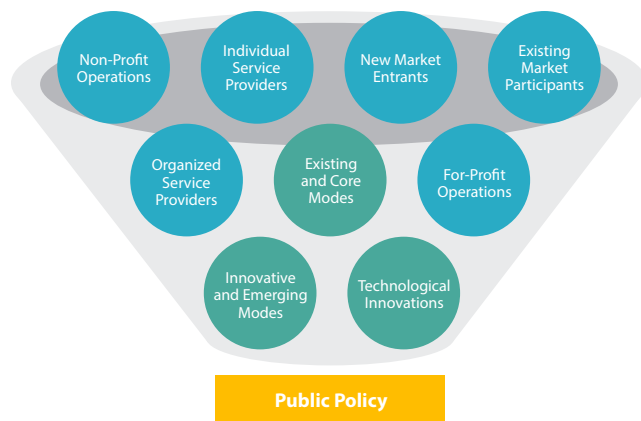 Non-Profit
Operations
Individual
Service
Providers
New Market
Entrants
Existing
Market
Participants
Organized
Service
Providers
Existing
and Core
Modes
For-Profit
Operations
Innovative
and Emerging
Modes
Technological
Innovations
Public Policy